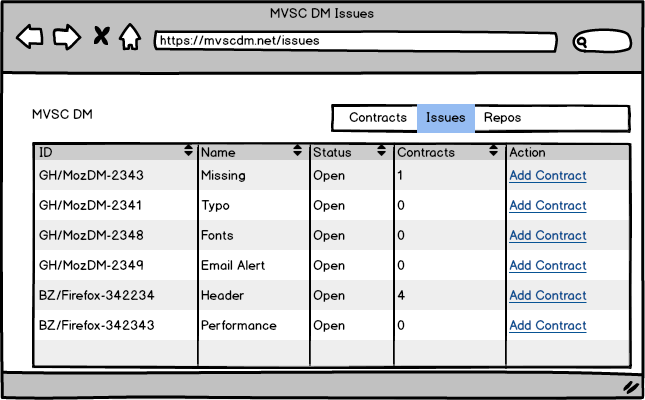 MVSC DM Issues
https://mvscdm.net/issues
MVSC DM
Contracts Issues Repos
ID Name Status Contracts Action
GH/MozDM-2343 Missing Open 1 Add Contract
GH/MozDM-2341 Typo Open 0 Add Contract
GH/MozDM-2348 Fonts Open 0 Add Contract
GH/MozDM-2349 Email Alert Open 0 Add Contract
BZ/Firefox-342234 Header Open 4 Add Contract
BZ/Firefox-342343 Performance Open 0 Add Contract